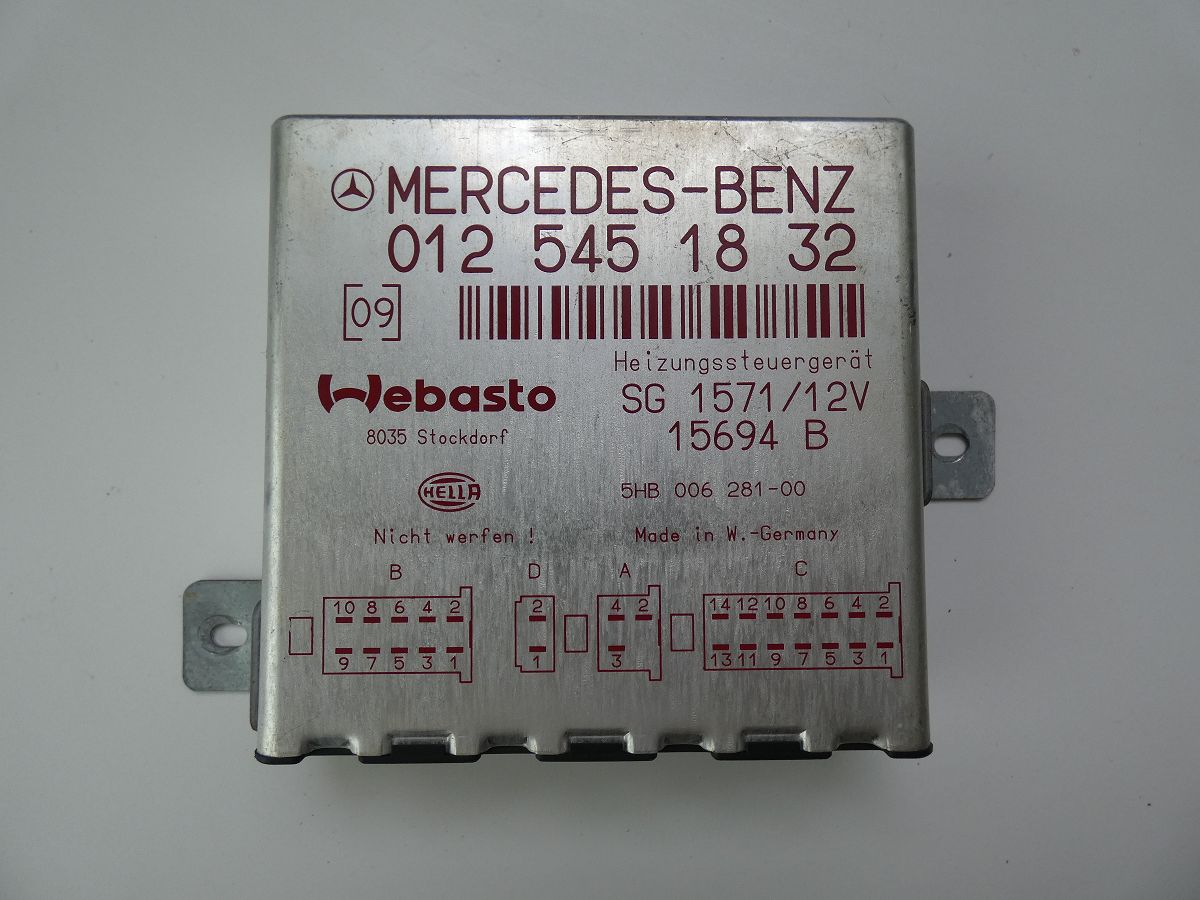 MERCEDES-BENZ
012 545 18 32
[09]
Heizungssteuergerät
Webasto
SG 1571/12V
8035 Stockdorf
15694 B
HELLA
5HB 006 281-00
Nicht werfen !
Made in W.-Germany
B D A C
10 8 6 4 2 2 4 2 14 12 10 8 6 4 2
9 7 5 3 1 1 3 13 11 9 7 5 3 1